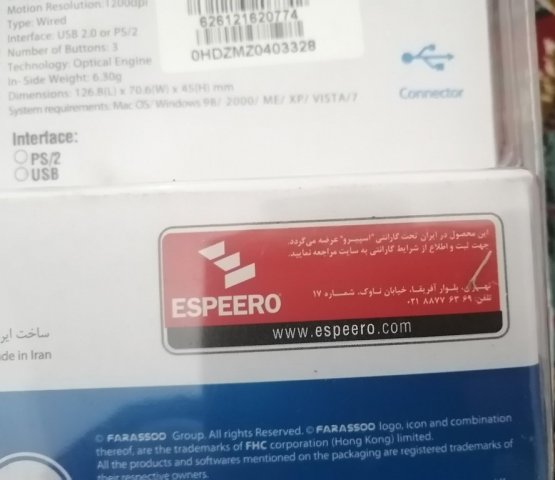 Motion Resolution: 1200dpi
Type: Wired
Interface: USB 2.0 or PS/2
Number of Buttons: 3
Technology: Optical Engine
In- Side Weight: 6.30g
Dimensions: 126.8(L) x 70.6(W) x 45(H) mm
System requirements: Mac OS/ Windows 98/ 2000/ ME/ XP/ VISTA/7
626121620774
0HDZMZ0403328
Connector
Interface:
PS/2
USB
این محصول در ایران تحت گارانتی "اسپیرو" عرضه می‌گردد.
جهت ثبت و اطلاع از شرایط گارانتی به سایت مراجعه نمایید.
تهران، بلوار آفریقا، خیابان ناوک، شماره ۱۷
تلفن: ۶۹ ۶۳ ۸۸۷۷ ۰۲۱
ESPEERO
www.espeero.com
ساخت ایر
de in Iran
© FARASSOO Group. All rights Reserved. © FARASSOO logo, icon and combination
thereof, are the trademarks of FHC corporation (Hong Kong) limited.
All the products and softwares mentioned on the packaging are registered trademarks of
their respective owners.